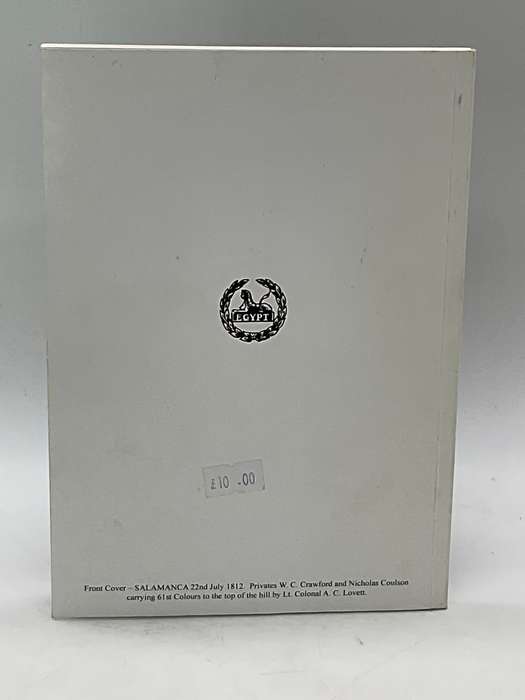 EGYPT
£10.00
Front Cover – SALAMANCA 22nd July 1812. Privates W. C. Crawford and Nicholas Coulson
carrying 61st Colours to the top of the hill by Lt. Colonal A. C. Lovett.